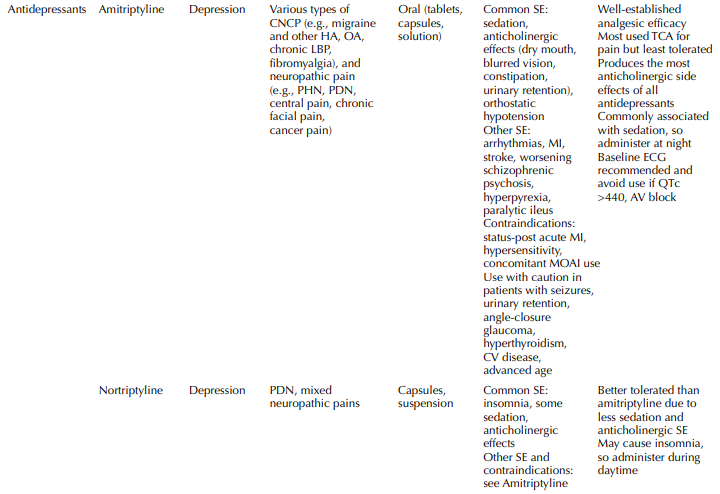 Antidepressants
Amitriptyline
Depression
Various types of
CNCP (e.g., migraine
and other HA, OA,
chronic LBP,
fibromyalgia), and
neuropathic pain
(e.g., PHN, PDN,
central pain, chronic
facial pain,
cancer pain)
Oral (tablets,
capsules,
solution)
Common SE:
sedation,
anticholinergic
effects (dry mouth,
blurred vision,
constipation,
urinary retention),
orthostatic
hypotension
Other SE:
arrhythmias, MI,
stroke, worsening
schizophrenic
psychosis,
hyperpyrexia,
paralytic ileus
Contraindications:
status-post acute MI,
hypersensitivity,
concomitant MOAI use
Use with caution in
patients with seizures,
urinary retention,
angle-closure
glaucoma,
hyperthyroidism,
CV disease,
advanced age
Well-established
analgesic efficacy
Most used TCA for
pain but least tolerated
Produces the most
anticholinergic side
effects of all
antidepressants
Commonly associated
with sedation, so
administer at night
Baseline ECG
recommended and
avoid use if QTc
>440, AV block
Nortriptyline
Depression
PDN, mixed
neuropathic pains
Capsules,
suspension
Common SE:
insomnia, some
sedation,
anticholinergic
effects
Other SE and
contraindications:
see Amitriptyline
Better tolerated than
amitriptyline due to
less sedation and
anticholinergic SE
May cause insomnia,
so administer during
daytime